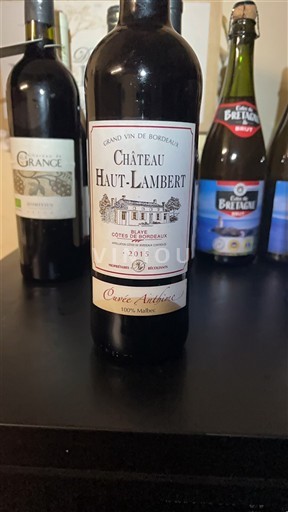 GRANGE
GRAND VIN DE BORDEAUX
CHÂTEAU
HAUT-LAMBERT
BLAYE
CÔTES DE BORDEAUX
2015
Cuvée Antoine
100% Malbec
Cidre de
BRETAGNE
BRUT
Cidre de
BRETAGNE
BRUT
BRETAGNE